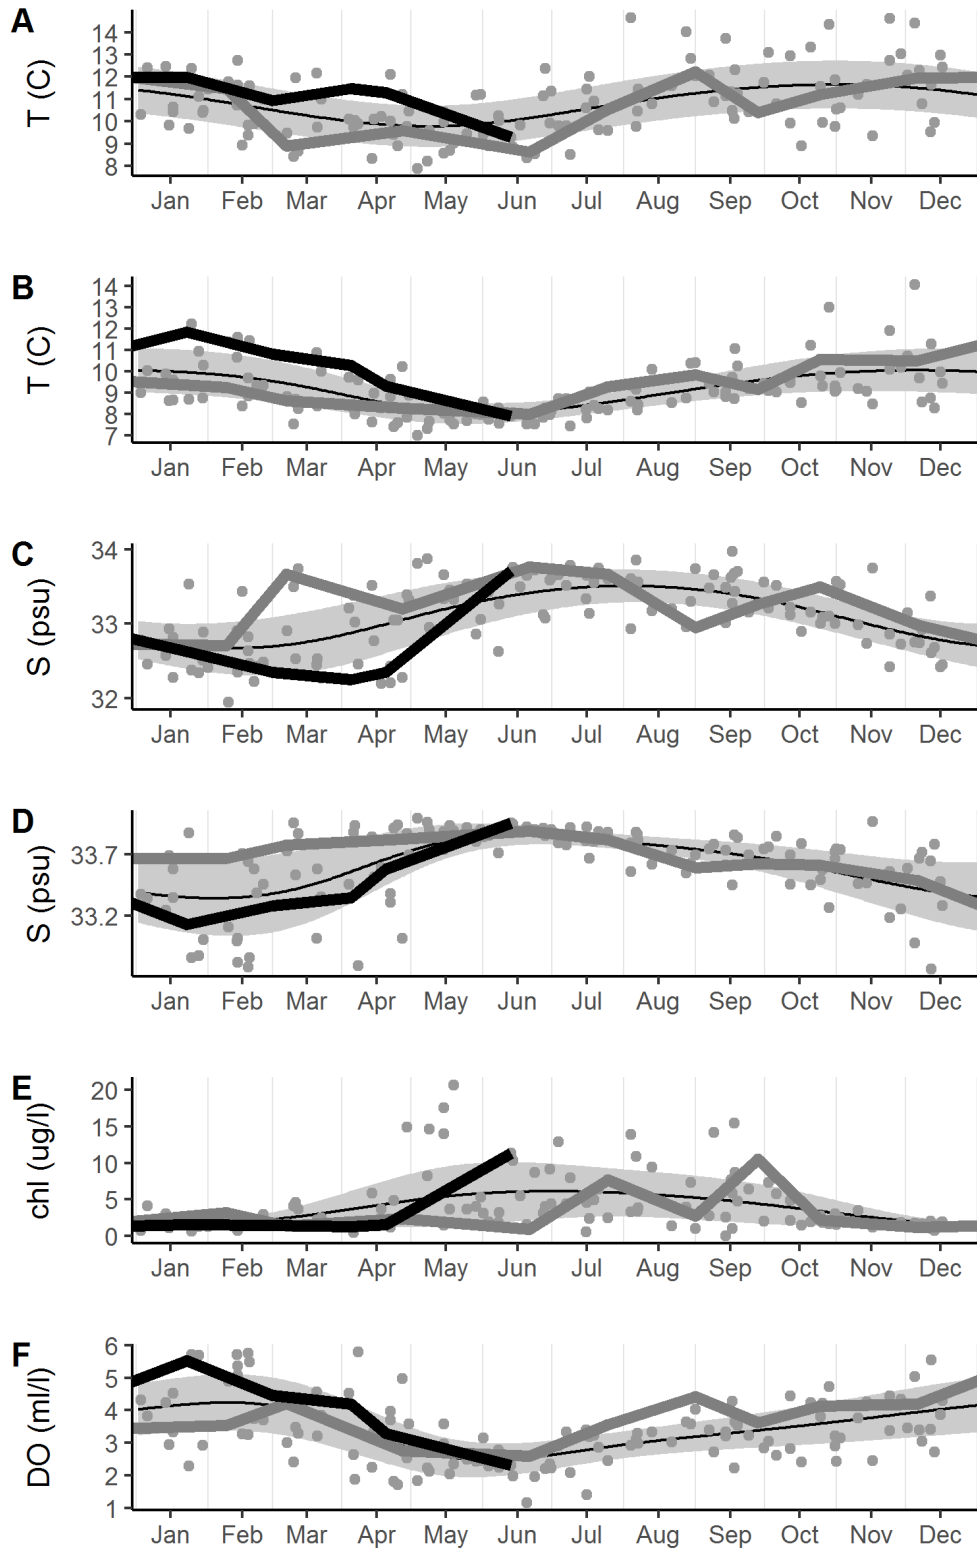 A
T (C)
14
13
12
11
10
9
8
Jan Feb Mar Apr May Jun Jul Aug Sep Oct Nov Dec
B
T (C)
14
13
12
11
10
9
8
7
Jan Feb Mar Apr May Jun Jul Aug Sep Oct Nov Dec
C
S (psu)
34
33
32
Jan Feb Mar Apr May Jun Jul Aug Sep Oct Nov Dec
D
S (psu)
33.7
33.2
Jan Feb Mar Apr May Jun Jul Aug Sep Oct Nov Dec
E
chl (ug/l)
20
15
10
5
0
Jan Feb Mar Apr May Jun Jul Aug Sep Oct Nov Dec
F
DO (ml/l)
6
5
4
3
2
1
Jan Feb Mar Apr May Jun Jul Aug Sep Oct Nov Dec